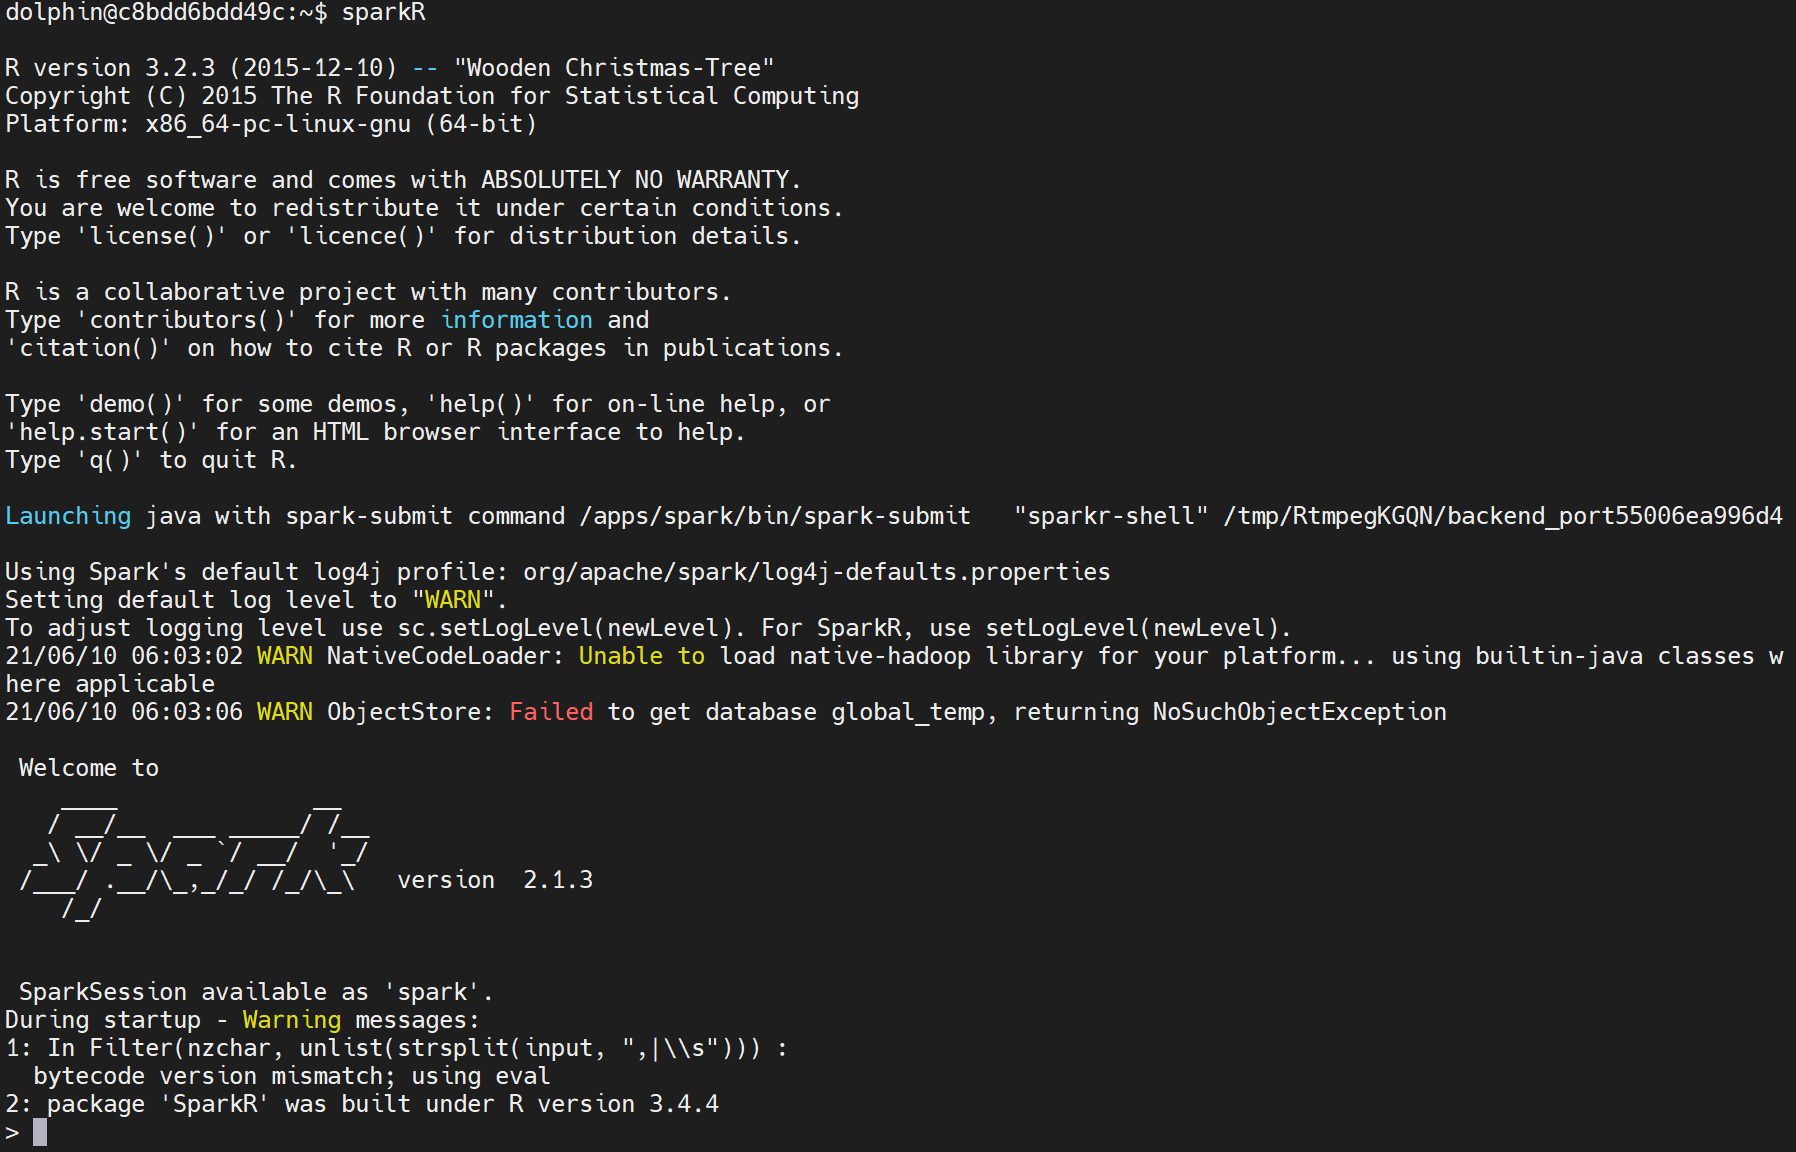 dolphin@c8bdd6bdd49c:~$ sparkR

R version 3.2.3 (2015-12-10) -- "Wooden Christmas-Tree"
Copyright (C) 2015 The R Foundation for Statistical Computing
Platform: x86_64-pc-linux-gnu (64-bit)

R is free software and comes with ABSOLUTELY NO WARRANTY.
You are welcome to redistribute it under certain conditions.
Type 'license()' or 'licence()' for distribution details.

R is a collaborative project with many contributors.
Type 'contributors()' for more information and
'citation()' on how to cite R or R packages in publications.

Type 'demo()' for some demos, 'help()' for on-line help, or
'help.start()' for an HTML browser interface to help.
Type 'q()' to quit R.

Launching java with spark-submit command /apps/spark/bin/spark-submit   "sparkr-shell" /tmp/RtmpegKGQN/backend_port55006ea996d4

Using Spark's default log4j profile: org/apache/spark/log4j-defaults.properties
Setting default log level to "WARN".
To adjust logging level use sc.setLogLevel(newLevel). For SparkR, use setLogLevel(newLevel).
21/06/10 06:03:02 WARN NativeCodeLoader: Unable to load native-hadoop library for your platform... using builtin-java classes w
here applicable
21/06/10 06:03:06 WARN ObjectStore: Failed to get database global_temp, returning NoSuchObjectException

 Welcome to
    ____              __
   / __/__  ___ _____/ /__
  _\ \/ _ \/ _ `/ __/  '_/
 /___/ .__/\_,_/_/ /_/\_\   version  2.1.3
    /_/


 SparkSession available as 'spark'.
During startup - Warning messages:
1: In Filter(nzchar, unlist(strsplit(input, ",|\\s"))) :
  bytecode version mismatch; using eval
2: package 'SparkR' was built under R version 3.4.4
>